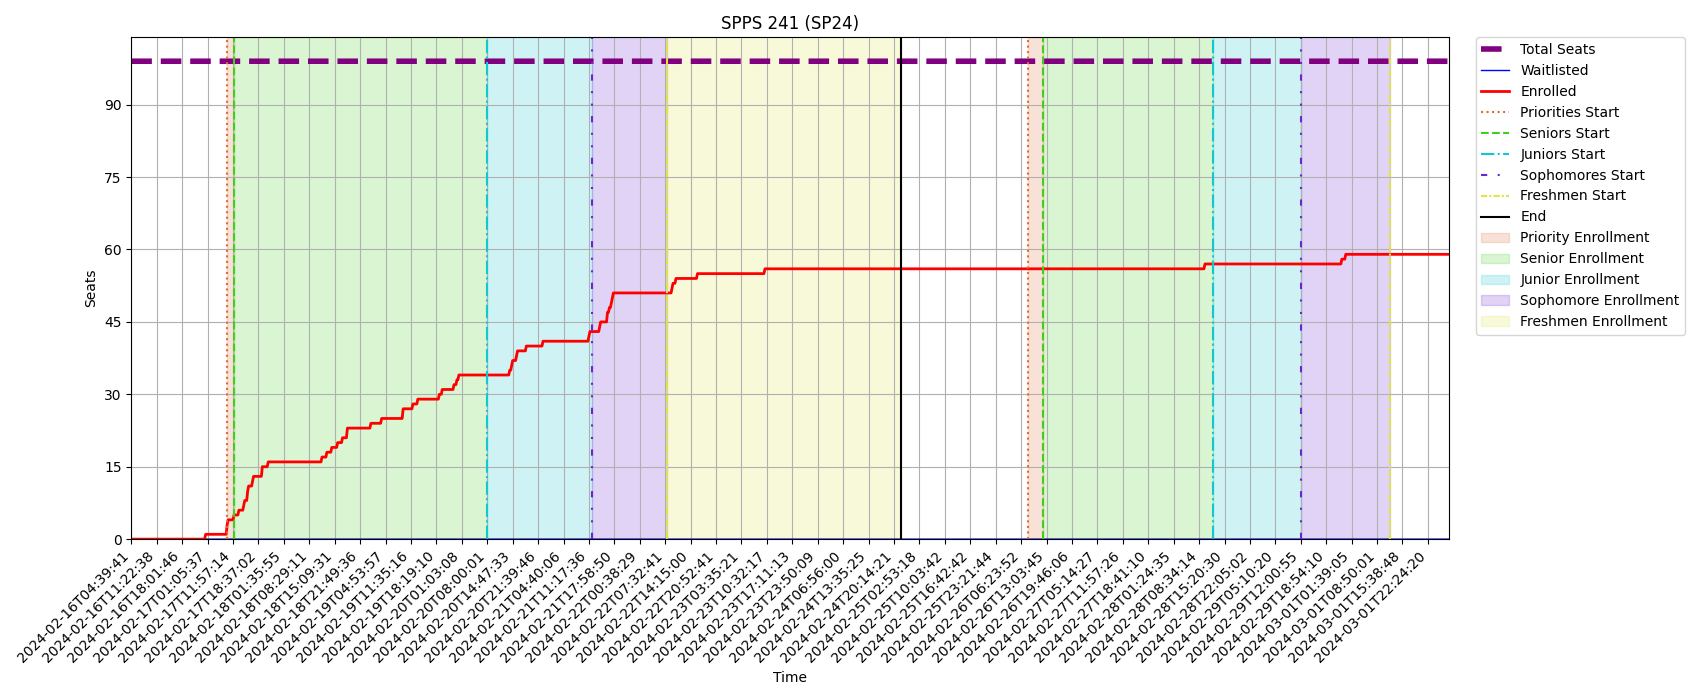 SPPS 241 (SP24)
Total Seats
Waitlisted
Enrolled
Priorities Start
Seniors Start
Juniors Start
Sophomores Start
Freshmen Start
End
Priority Enrollment
Senior Enrollment
Junior Enrollment
Sophomore Enrollment
Freshmen Enrollment
Seats
90
75
60
45
30
15
0
2024-02-16T04:39:41
2024-02-16T11:22:38
2024-02-16T18:01:46
2024-02-17T01:05:37
2024-02-17T11:57:14
2024-02-17T18:37:02
2024-02-18T01:35:55
2024-02-18T08:29:11
2024-02-18T15:09:31
2024-02-18T21:49:36
2024-02-19T04:53:57
2024-02-19T11:35:16
2024-02-19T18:19:10
2024-02-20T01:03:08
2024-02-20T08:00:01
2024-02-20T14:47:33
2024-02-20T21:39:46
2024-02-21T04:40:06
2024-02-21T11:17:36
2024-02-21T17:58:50
2024-02-22T00:38:29
2024-02-22T07:32:41
2024-02-22T14:15:00
2024-02-22T20:52:41
2024-02-23T03:35:21
2024-02-23T10:32:17
2024-02-23T17:11:13
2024-02-23T23:50:09
2024-02-24T06:56:00
2024-02-24T13:35:25
2024-02-24T20:14:21
2024-02-25T02:53:18
2024-02-25T10:03:42
2024-02-25T16:42:42
2024-02-25T23:21:44
2024-02-26T06:23:52
2024-02-26T13:03:45
2024-02-26T19:46:06
2024-02-27T05:14:27
2024-02-27T11:57:26
2024-02-27T18:41:10
2024-02-28T01:24:35
2024-02-28T08:34:14
2024-02-28T15:20:30
2024-02-28T22:05:02
2024-02-29T05:10:20
2024-02-29T12:00:55
2024-02-29T18:54:10
2024-03-01T01:39:05
2024-03-01T08:50:01
2024-03-01T15:38:48
2024-03-01T22:24:20
Time